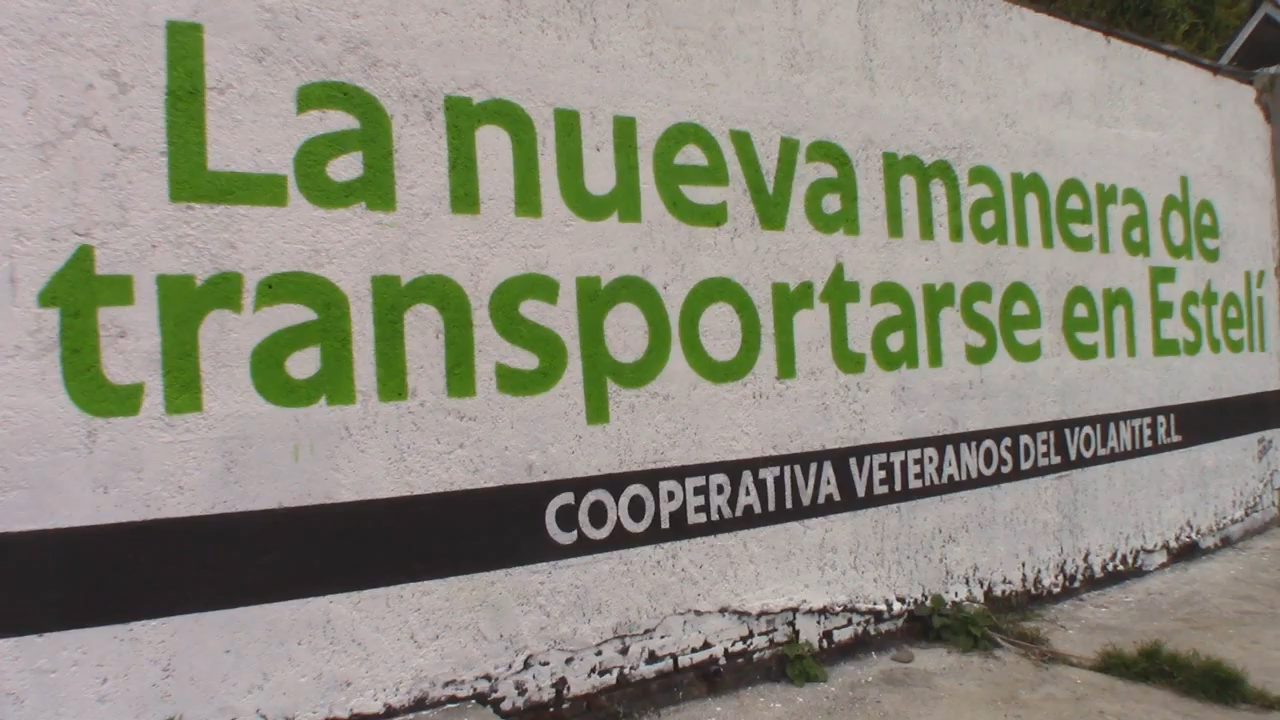 La nueva manera de
transportarse en Estelí
COOPERATIVA VETERANOS DEL VOLANTE R.L.